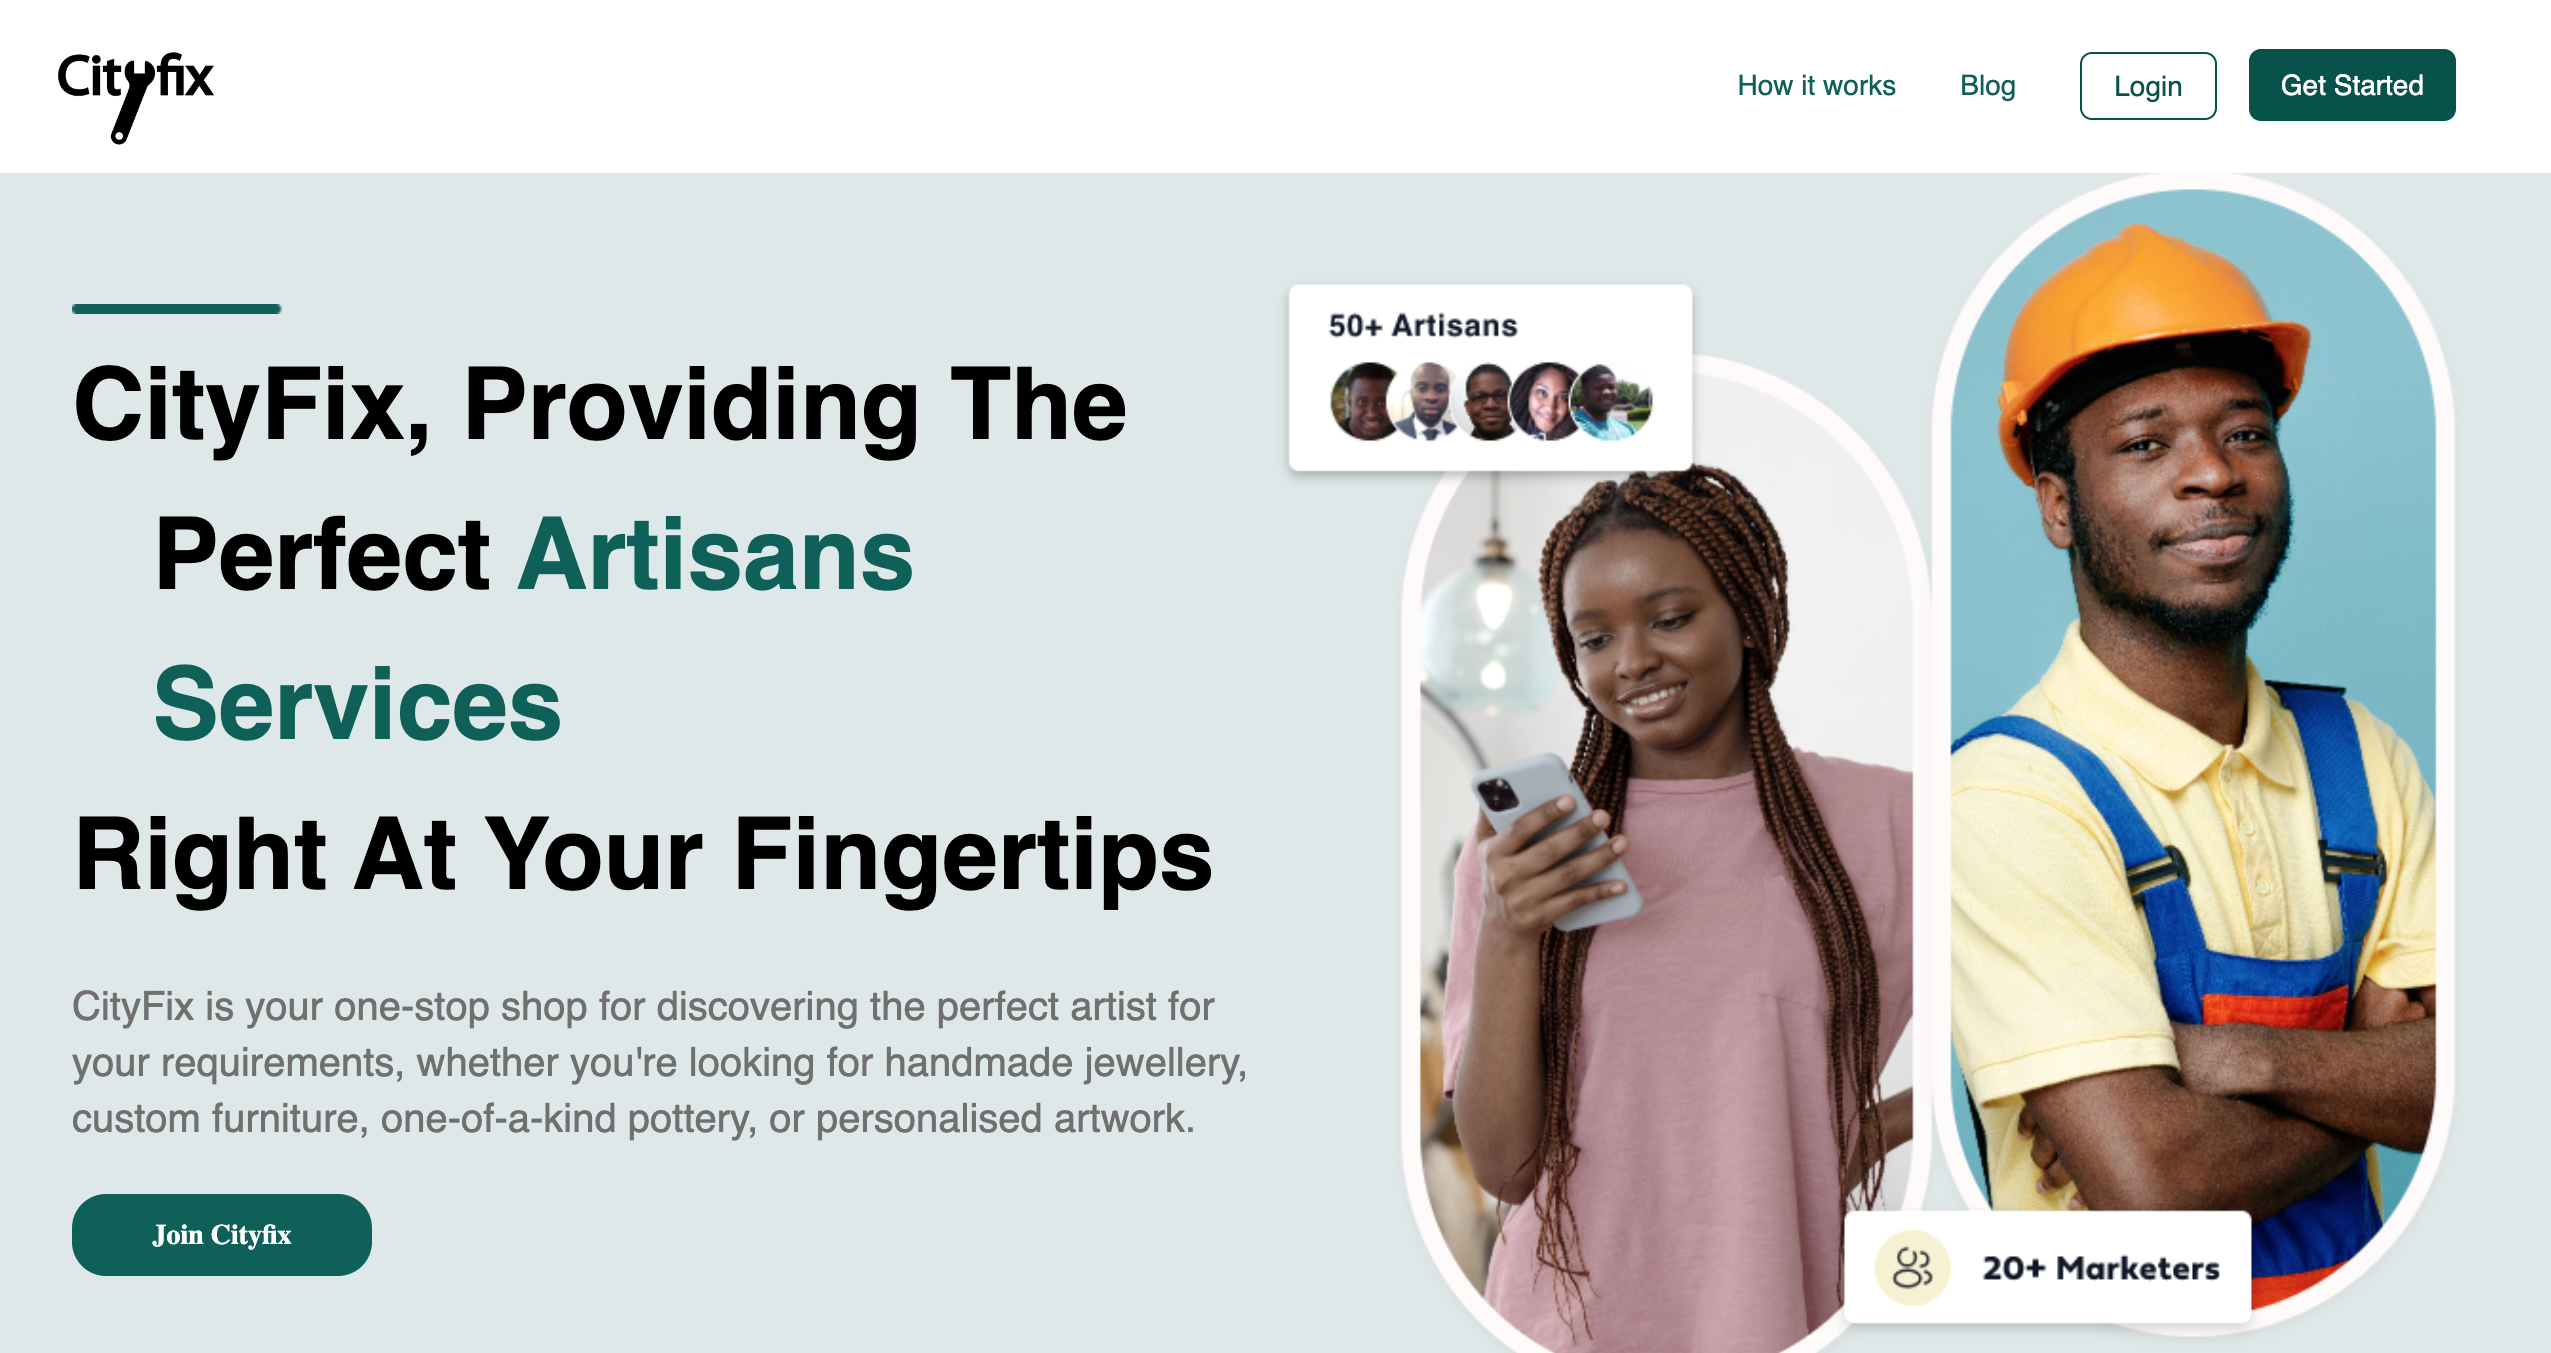 Cityfix
How it works
Blog
Login
Get Started
CityFix, Providing The
Perfect Artisans
Services
Right At Your Fingertips
CityFix is your one-stop shop for discovering the perfect artist for
your requirements, whether you're looking for handmade jewellery,
custom furniture, one-of-a-kind pottery, or personalised artwork.
Join Cityfix
50+ Artisans
20+ Marketers